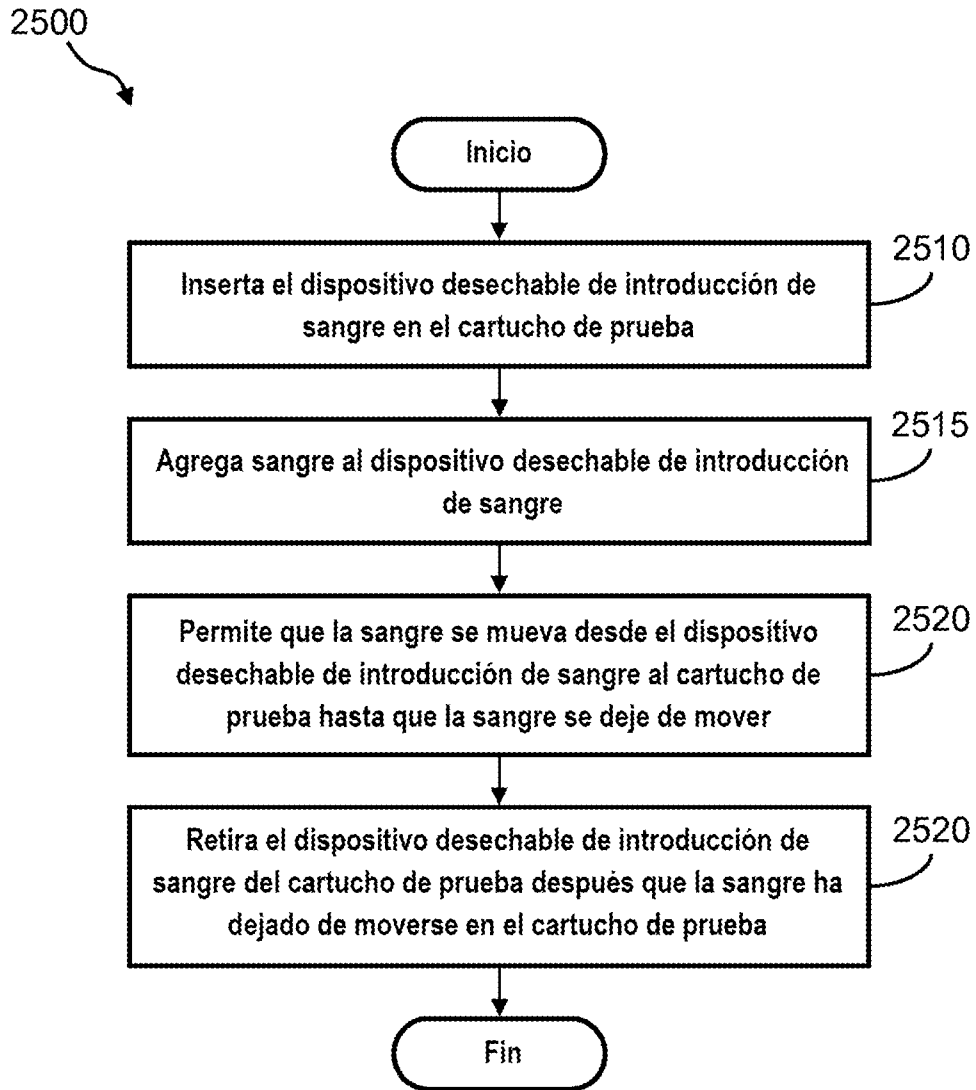 2500
Inicio
2510
Inserta el dispositivo desechable de introducción de
sangre en el cartucho de prueba
2515
Agrega sangre al dispositivo desechable de introducción
de sangre
2520
Permite que la sangre se mueva desde el dispositivo
desechable de introducción de sangre al cartucho de
prueba hasta que la sangre se deje de mover
2520
Retira el dispositivo desechable de introducción de
sangre del cartucho de prueba después que la sangre ha
dejado de moverse en el cartucho de prueba
Fin